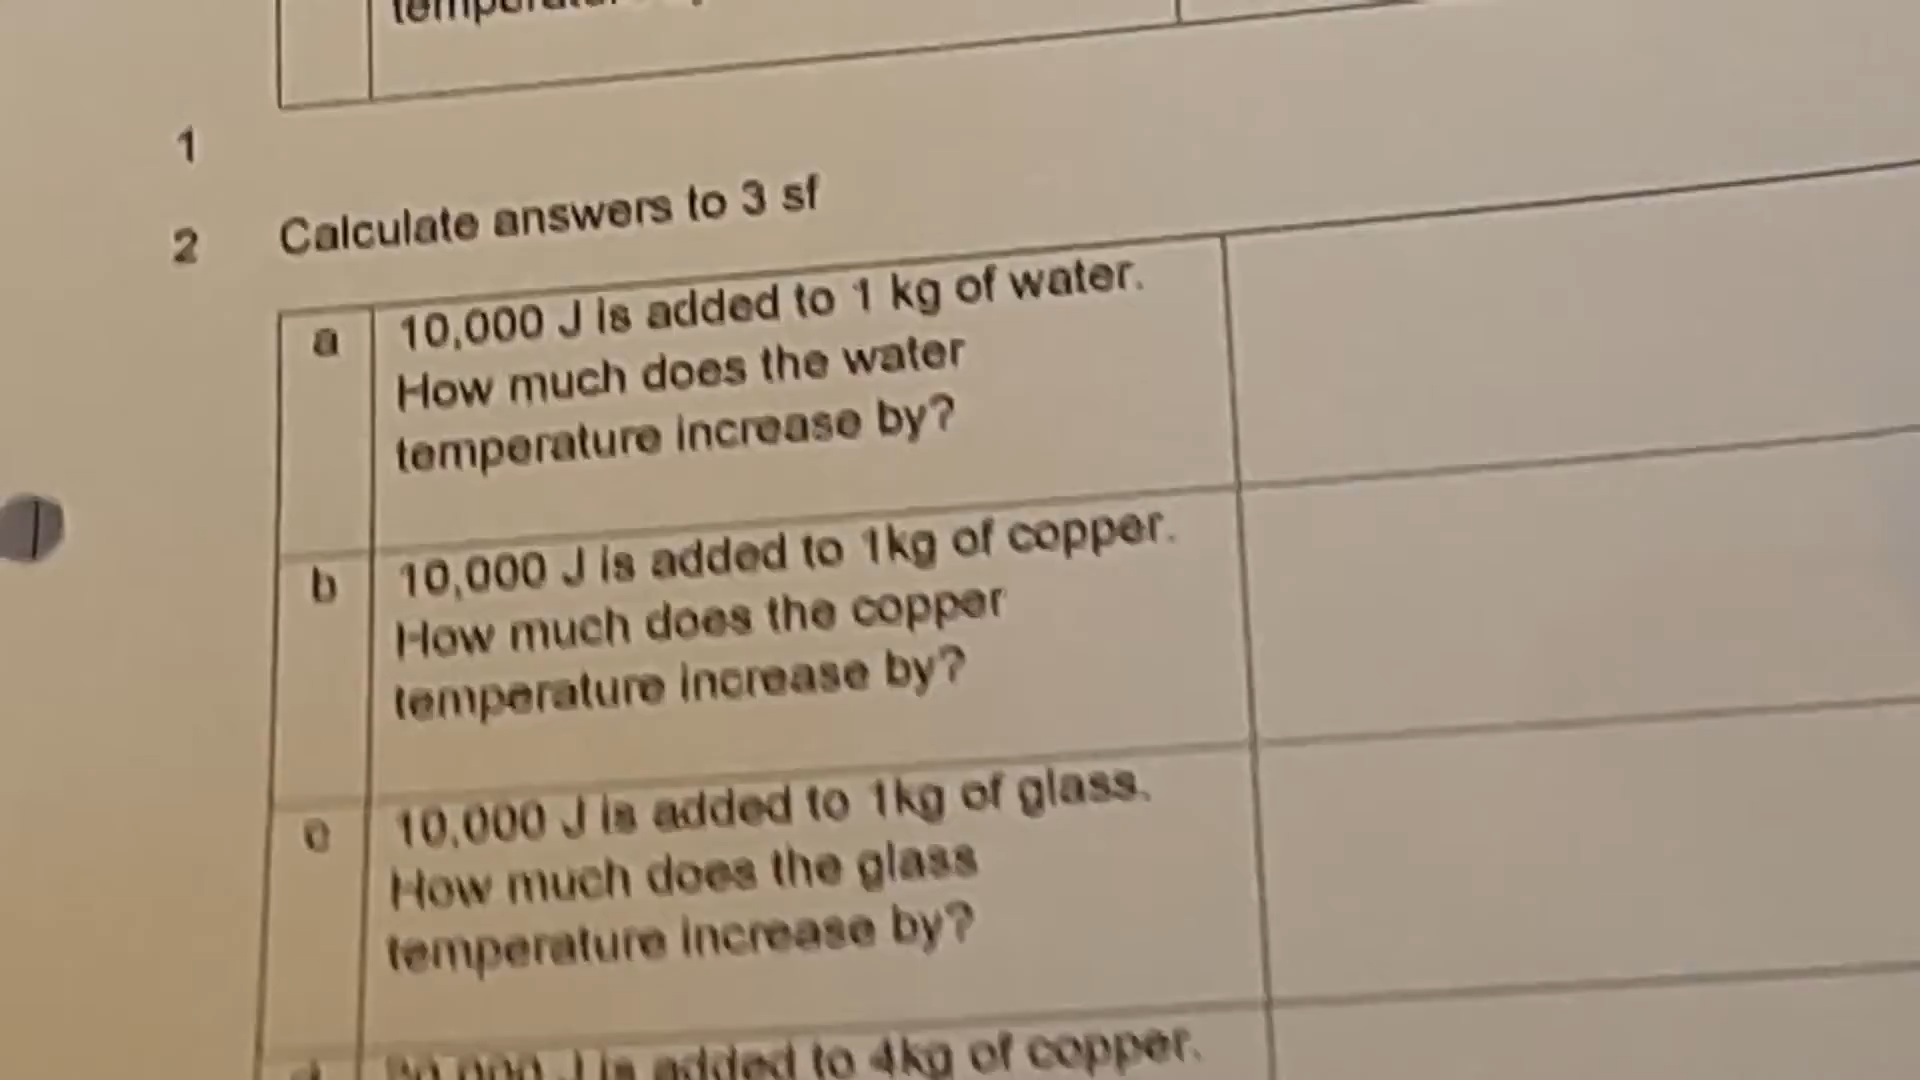 1
2 Calculate answers to 3 sf
a 10,000 J is added to 1 kg of water.
How much does the water
temperature increase by?
b 10,000 J is added to 1kg of copper.
How much does the copper
temperature increase by?
c 10,000 J is added to 1kg of glass.
How much does the glass
temperature increase by?
J is added to 4kg of copper.